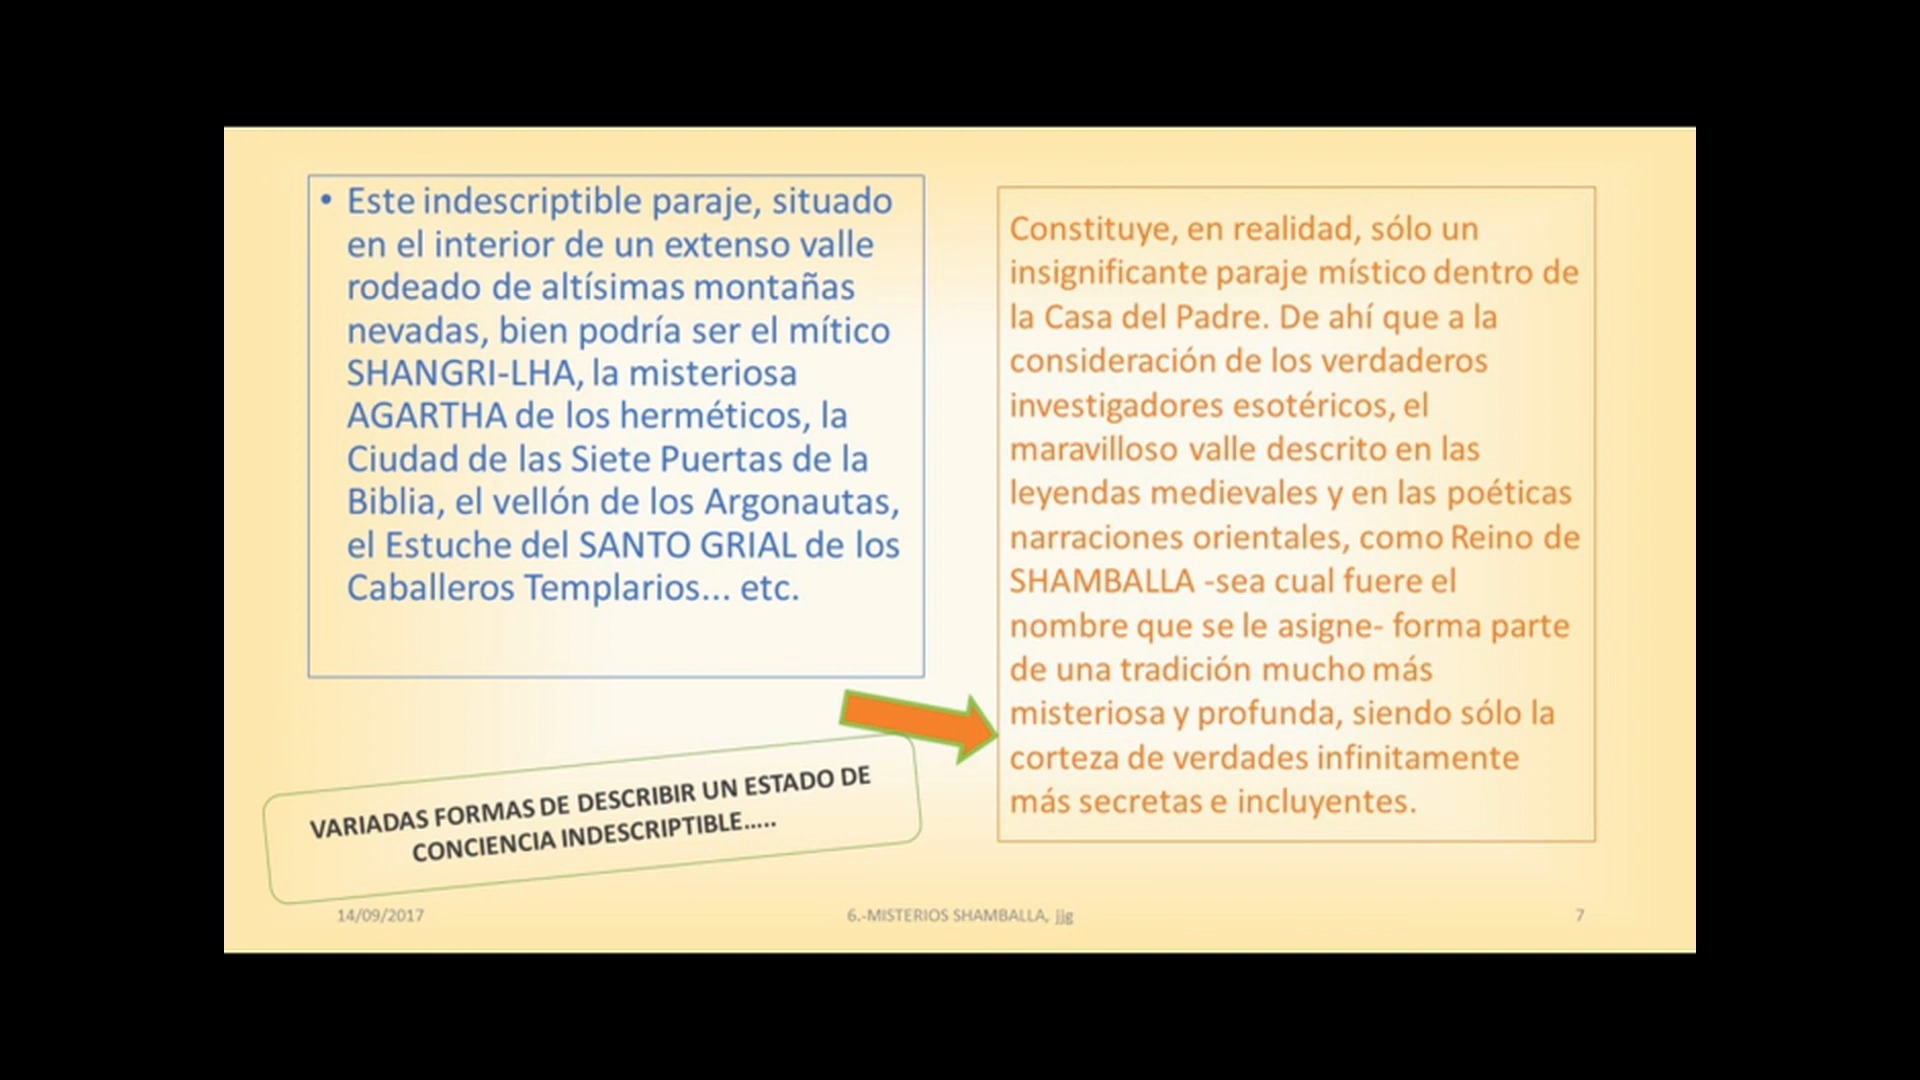 • Este indescriptible paraje, situado
en el interior de un extenso valle
rodeado de altísimas montañas
nevadas, bien podría ser el mítico
SHANGRI-LHA, la misteriosa
AGARTHA de los herméticos, la
Ciudad de las Siete Puertas de la
Biblia, el vellón de los Argonautas,
el Estuche del SANTO GRIAL de los
Caballeros Templarios... etc.
Constituye, en realidad, sólo un
insignificante paraje místico dentro de
la Casa del Padre. De ahí que a la
consideración de los verdaderos
investigadores esotéricos, el
maravilloso valle descrito en las
leyendas medievales y en las poéticas
narraciones orientales, como Reino de
SHAMBALLA -sea cual fuere el
nombre que se le asigne- forma parte
de una tradición mucho más
misteriosa y profunda, siendo sólo la
corteza de verdades infinitamente
más secretas e incluyentes.
VARIADAS FORMAS DE DESCRIBIR UN ESTADO DE
CONCIENCIA INDESCRIPTIBLE.....
14/09/2017
6.-MISTERIOS SHAMBALLA, jjg
7